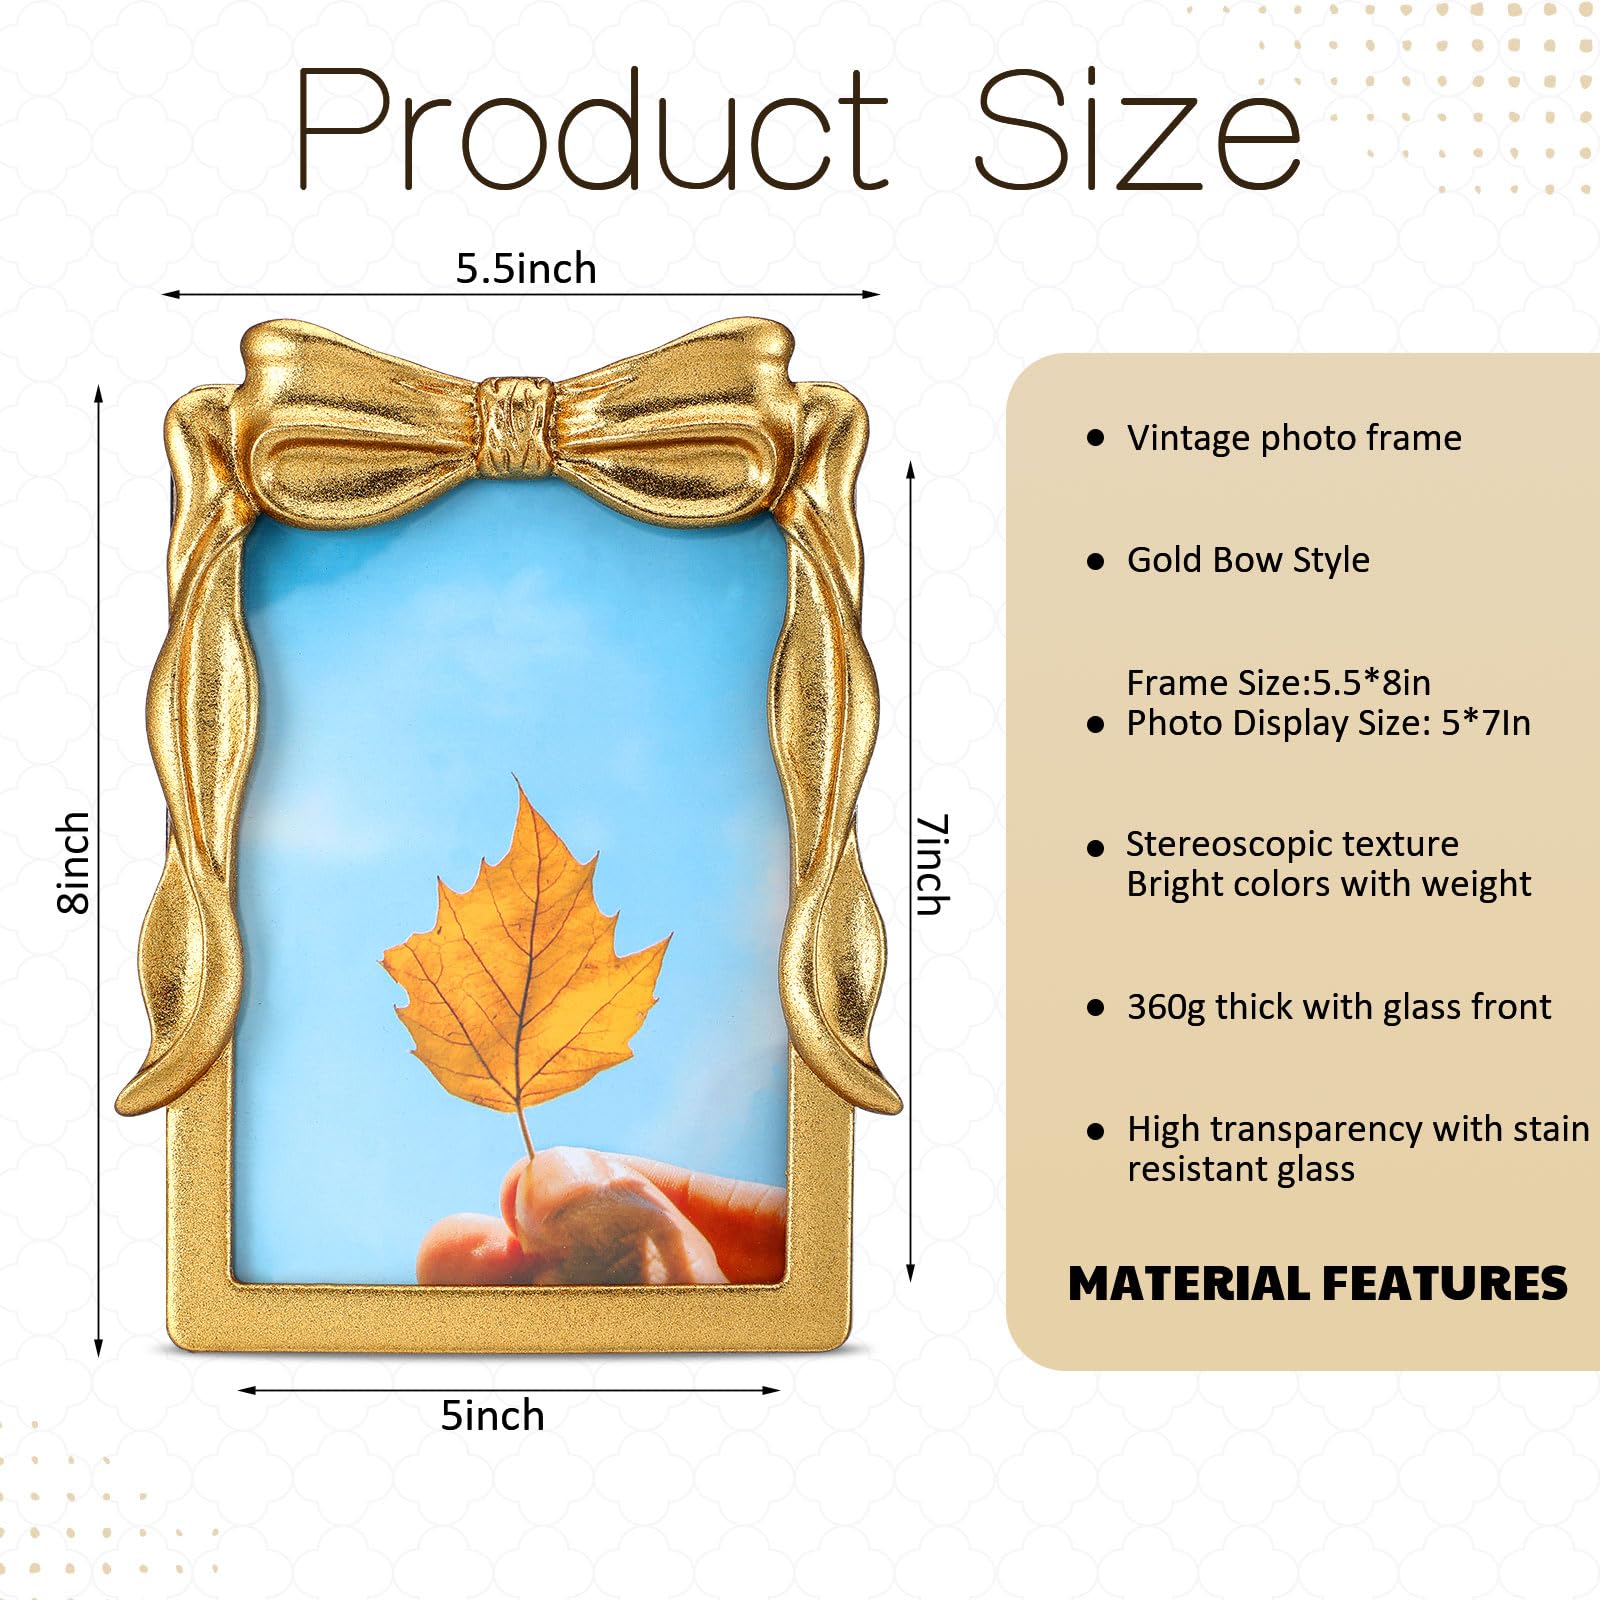 Product Size
5.5inch
8inch
7inch
5inch
Vintage photo frame
Gold Bow Style
Frame Size:5.5*8in
Photo Display Size: 5*7In
Stereoscopic texture
Bright colors with weight
360g thick with glass front
High transparency with stain
resistant glass
MATERIAL FEATURES